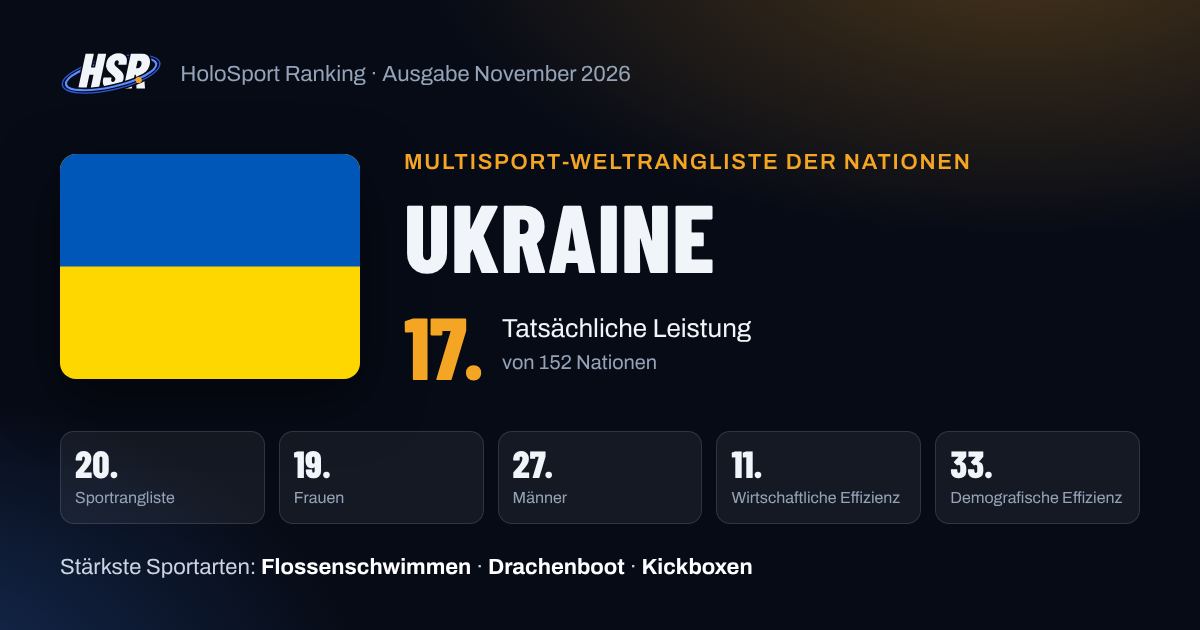 HSR HoloSport Ranking · Ausgabe November 2026
MULTISPORT-WELTRANGLISTE DER NATIONEN
UKRAINE
17. Tatsächliche Leistung
von 152 Nationen
20.
Sportrangliste
19.
Frauen
27.
Männer
11.
Wirtschaftliche Effizienz
33.
Demografische Effizienz
Stärkste Sportarten: Flossenschwimmen · Drachenboot · Kickboxen